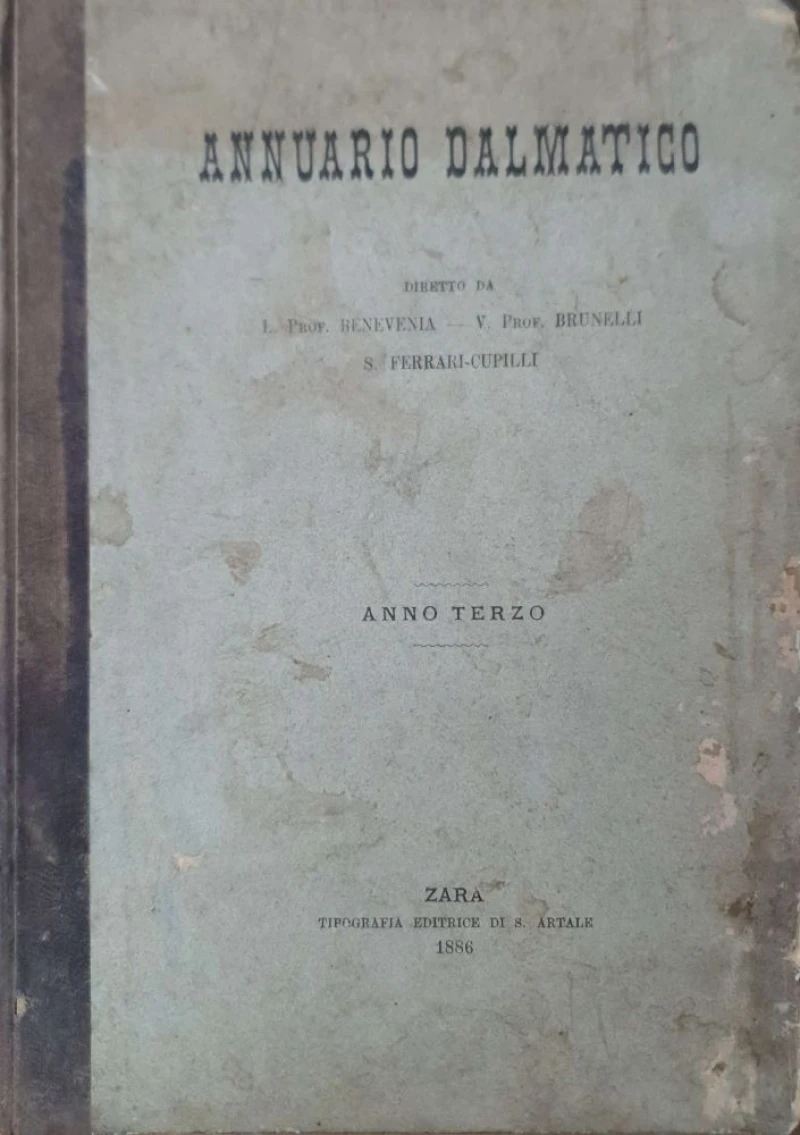 ANNUARIO DALMATICO
DIRETTO DA
L. PROF. BENEVENIA — V. PROF. BRUNELLI
S. FERRARI-CUPILLI
ANNO TERZO
ZARA
TIPOGRAFIA EDITRICE DI S. ARTALE
1886